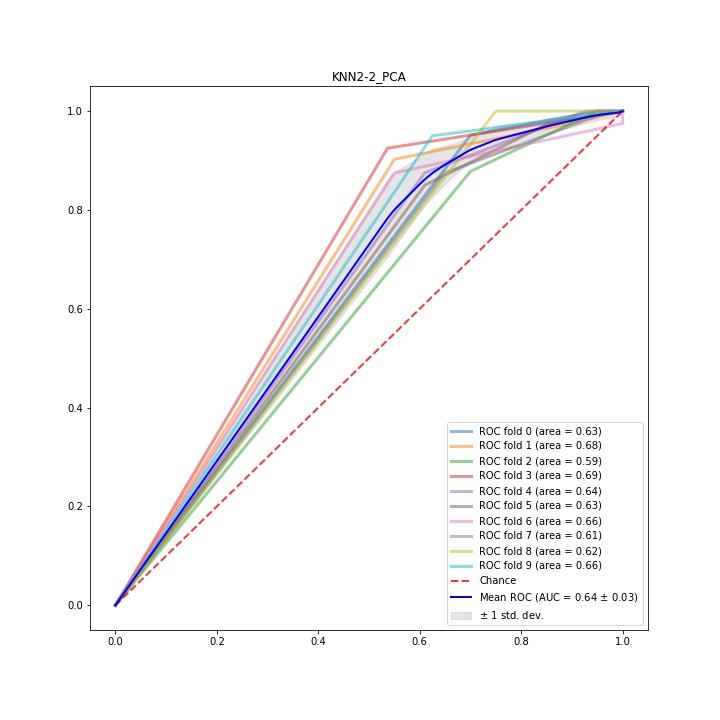 KNN2-2_PCA
1.0
0.8
0.6
0.4
0.2
0.0
ROC fold 0 (area = 0.63)
ROC fold 1 (area = 0.68)
ROC fold 2 (area = 0.59)
ROC fold 3 (area = 0.69)
ROC fold 4 (area = 0.64)
ROC fold 5 (area = 0.63)
ROC fold 6 (area = 0.66)
ROC fold 7 (area = 0.61)
ROC fold 8 (area = 0.62)
ROC fold 9 (area = 0.66)
Chance
Mean ROC (AUC = 0.64 ± 0.03)
± 1 std. dev.
0.0 0.2 0.4 0.6 0.8 1.0